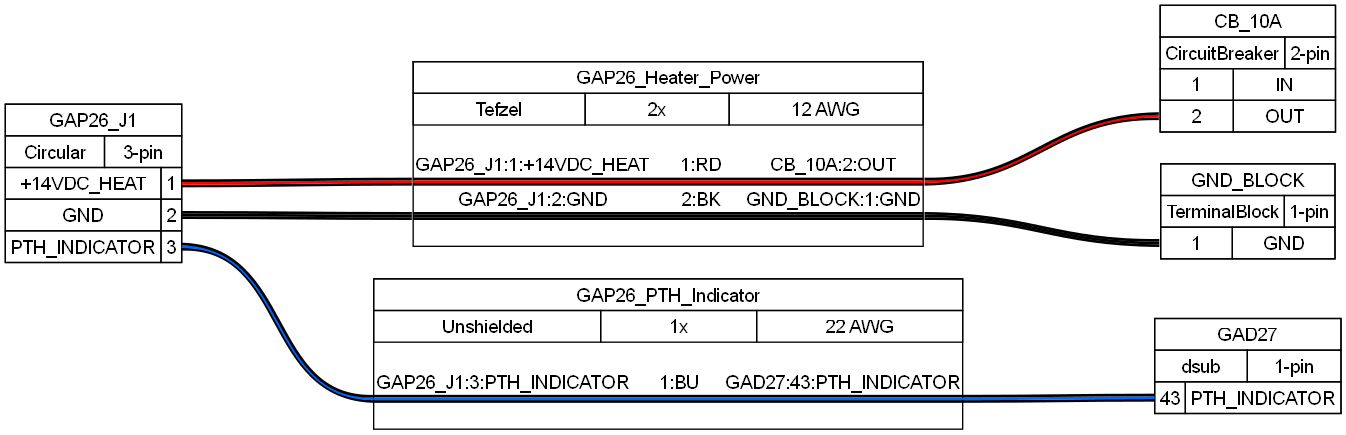 GAP26_J1
Circular 3-pin
+14VDC_HEAT 1
GND 2
PTH_INDICATOR 3
GAP26_Heater_Power
Tefzel 2x 12 AWG
GAP26_J1:1:+14VDC_HEAT 1:RD CB_10A:2:OUT
GAP26_J1:2:GND 2:BK GND_BLOCK:1:GND
GAP26_PTH_Indicator
Unshielded 1x 22 AWG
GAP26_J1:3:PTH_INDICATOR 1:BU GAD27:43:PTH_INDICATOR
CB_10A
CircuitBreaker 2-pin
1 IN
2 OUT
GND_BLOCK
TerminalBlock 1-pin
1 GND
GAD27
dsub 1-pin
43 PTH_INDICATOR